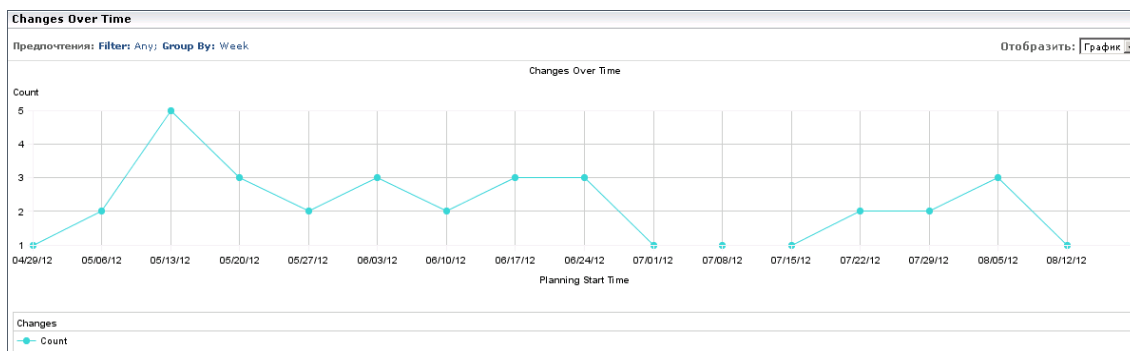 Changes Over Time
Предпочтения: Filter: Any; Group By: Week
Отобразить: График
Changes Over Time
Count
5
4
3
2
1
04/29/12 05/06/12 05/13/12 05/20/12 05/27/12 06/03/12 06/10/12 06/17/12 06/24/12 07/01/12 07/08/12 07/15/12 07/22/12 07/29/12 08/05/12 08/12/12
Planning Start Time
Changes
Count